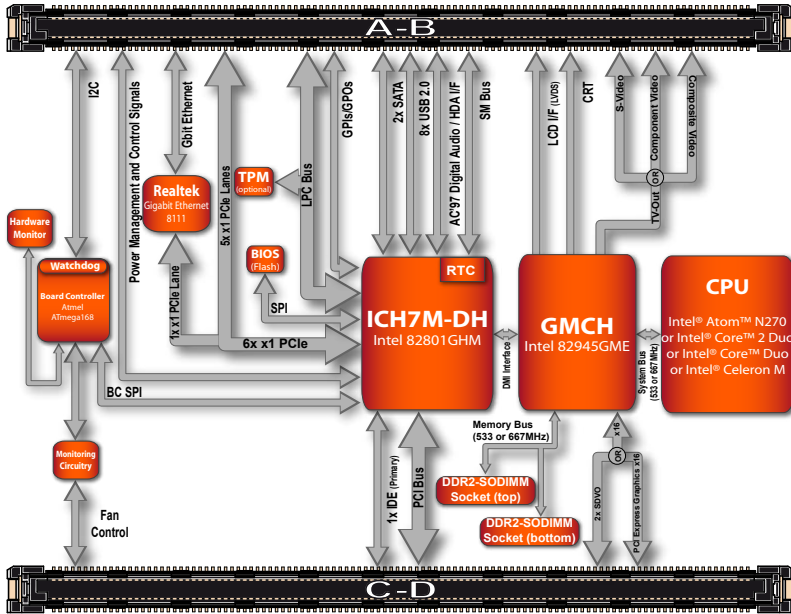 A-B
I2C
Power Management and Control Signals
Gbit Ethernet
5x x1 PCIe Lanes
LPC Bus
GPIs/GPOs
2x SATA
8x USB 2.0
AC'97 Digital Audio / HDA I/F
SM Bus
LCD I/F (LVDS)
CRT
S-Video
Component Video
Composite Video
OR
TV-Out
TPM
(optional)
Realtek
Gigabit Ethernet
8111
Hardware
Monitor
Watchdog
Board Controller
Atmel
ATmega168
BIOS
(Flash)
SPI
1x x1 PCIe Lane
6x x1 PCIe
BC SPI
RTC
ICH7M-DH
Intel 82801GHM
DMI Interface
GMCH
Intel 82945GME
System Bus
(533 or 667MHz)
CPU
Intel® Atom™ N270
or Intel® Core™ 2 Duo
or Intel® Core™ Duo
or Intel® Celeron M
Monitoring
Circuitry
Fan
Control
1x IDE (Primary)
PCI Bus
Memory Bus
(533 or 667MHz)
DDR2-SODIMM
Socket (top)
DDR2-SODIMM
Socket (bottom)
x16
OR
2x SDVO
PCI Express Graphics x16
C-D